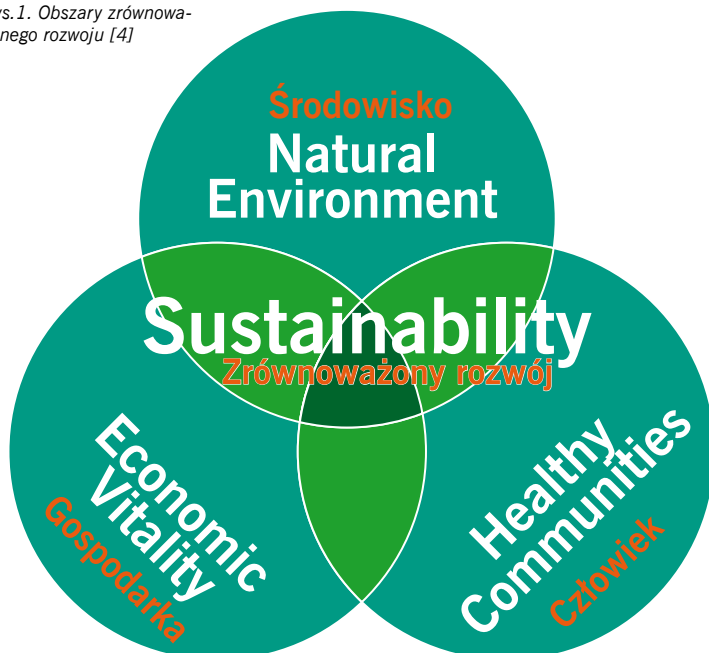 ys.1. Obszary zrównowa-
nego rozwoju [4]
Środowisko
Natural
Environment
Sustainability
Zrównoważony rozwój
Economic
Vitality
Gospodarka
Healthy
Communities
Człowiek